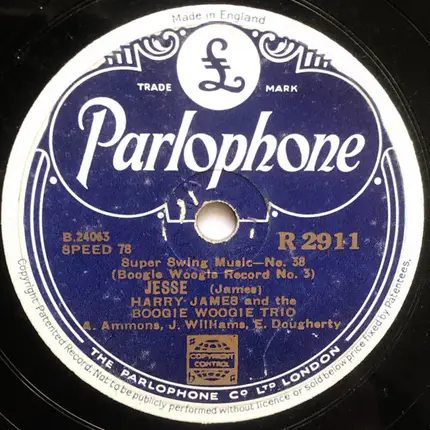 Made in England
£
TRADE MARK
Parlophone
B.24063
SPEED 78
R 2911
Super Swing Music—No. 38
(Boogie Woogie Record No. 3)
JESSE (James)
HARRY JAMES and the
BOOGIE WOOGIE TRIO
A. Ammons, J. Williams, E. Dougherty
COPYRIGHT
CONTROL
THE PARLOPHONE CO LTD LONDON
Copyright. Patented Record. Not to be publicly performed without licence or sold below price fixed by Patentees.